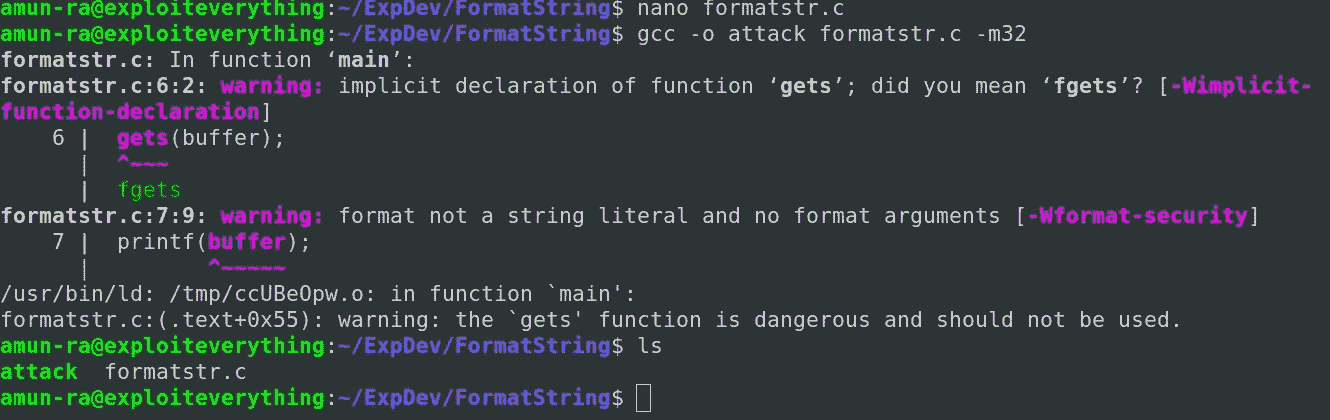 amun-ra@exploiteverything:~/ExpDev/FormatString$ nano formatstr.c
amun-ra@exploiteverything:~/ExpDev/FormatString$ gcc -o attack formatstr.c -m32
formatstr.c: In function ‘main’:
formatstr.c:6:2: warning: implicit declaration of function ‘gets’; did you mean ‘fgets’? [-Wimplicit-
function-declaration]
    6 |  gets(buffer);
      |  ^~~~
      |  fgets
formatstr.c:7:9: warning: format not a string literal and no format arguments [-Wformat-security]
    7 |  printf(buffer);
      |         ^~~~~~
/usr/bin/ld: /tmp/ccUBeOpw.o: in function `main':
formatstr.c:(.text+0x55): warning: the `gets' function is dangerous and should not be used.
amun-ra@exploiteverything:~/ExpDev/FormatString$ ls
attack  formatstr.c
amun-ra@exploiteverything:~/ExpDev/FormatString$